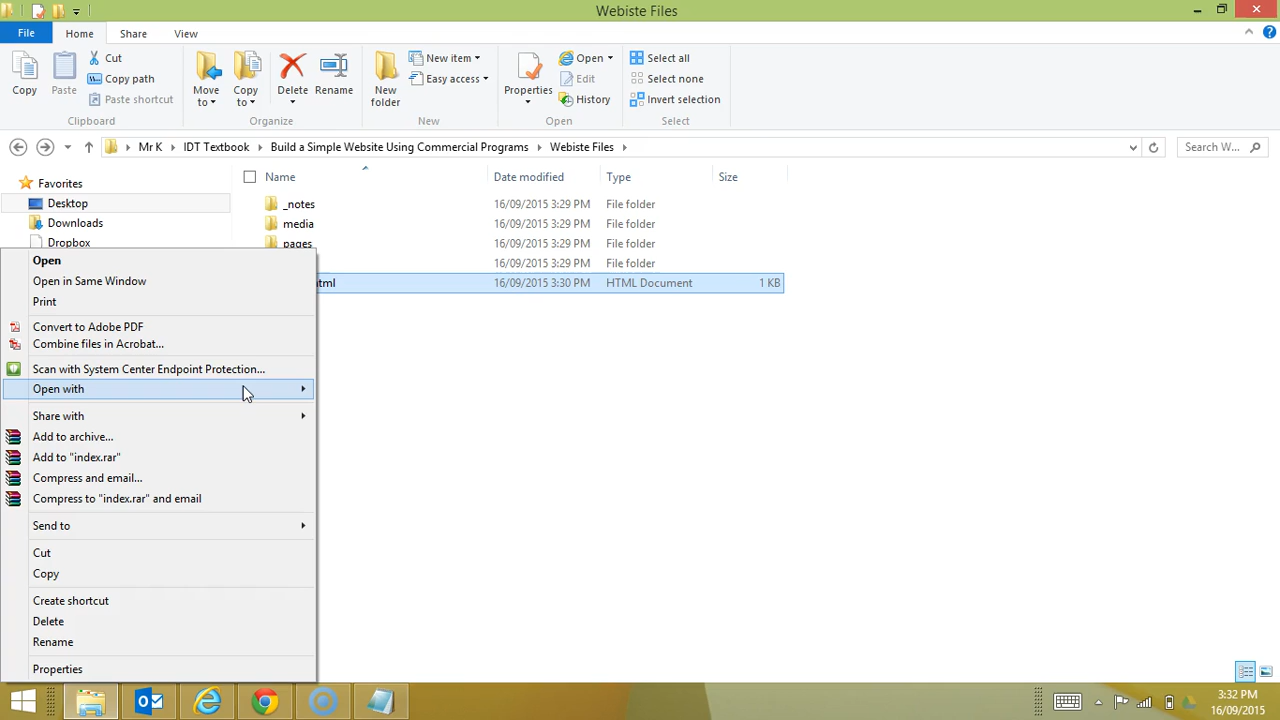 Webiste Files
File
Home
Share
View
Copy
Paste
Cut
Copy path
Paste shortcut
Clipboard
Move to
Copy to
Delete
Rename
Organize
New folder
New item
Easy access
New
Properties
Open
Edit
History
Open
Select all
Select none
Invert selection
Select
Mr K
IDT Textbook
Build a Simple Website Using Commercial Programs
Webiste Files
Search W...
Name
Date modified
Type
Size
Favorites
Desktop
Downloads
Dropbox
_notes 16/09/2015 3:29 PM File folder
media 16/09/2015 3:29 PM File folder
pages 16/09/2015 3:29 PM File folder
16/09/2015 3:29 PM File folder
html 16/09/2015 3:30 PM HTML Document 1 KB
Open
Open in Same Window
Print
Convert to Adobe PDF
Combine files in Acrobat...
Scan with System Center Endpoint Protection...
Open with
Share with
Add to archive...
Add to "index.rar"
Compress and email...
Compress to "index.rar" and email
Send to
Cut
Copy
Create shortcut
Delete
Rename
Properties
3:32 PM
16/09/2015